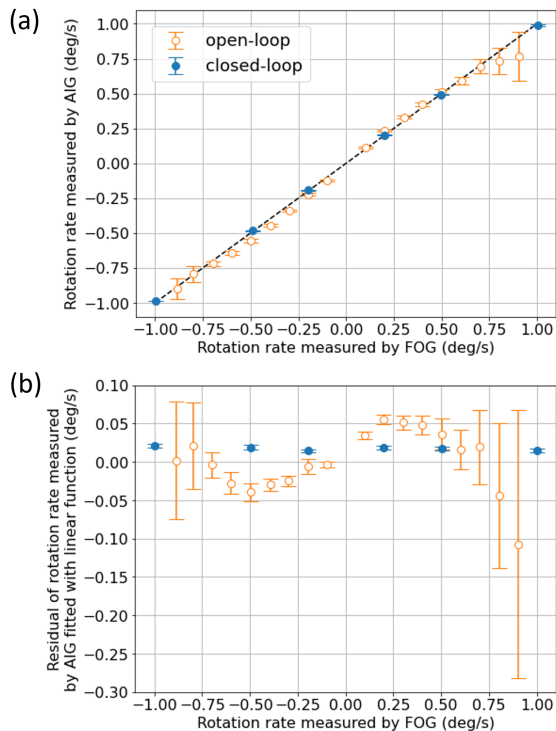 (a)
Rotation rate measured by AIG (deg/s)
1.00
0.75
0.50
0.25
0.00
−0.25
−0.50
−0.75
−1.00
open-loop
closed-loop
−1.00 −0.75 −0.50 −0.25 0.00 0.25 0.50 0.75 1.00
Rotation rate measured by FOG (deg/s)
(b)
Residual of rotation rate measured
by AIG fitted with linear function (deg/s)
0.10
0.05
0.00
−0.05
−0.10
−0.15
−0.20
−0.25
−0.30
−1.00 −0.75 −0.50 −0.25 0.00 0.25 0.50 0.75 1.00
Rotation rate measured by FOG (deg/s)